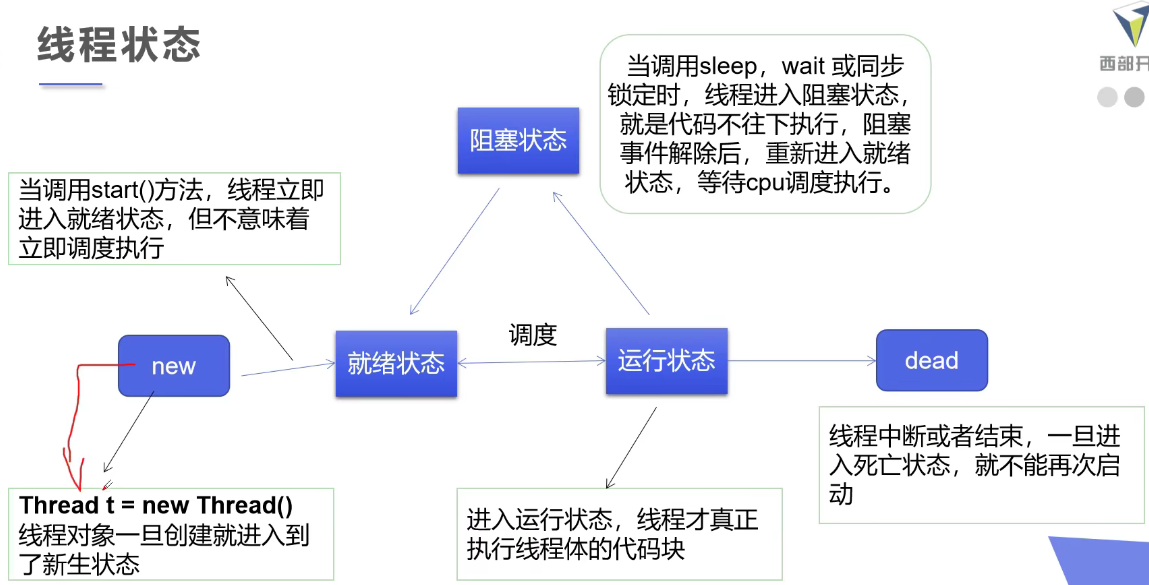 线程状态
西部开
当调用sleep，wait 或同步
锁定时，线程进入阻塞状态，
就是代码不往下执行，阻塞
事件解除后，重新进入就绪
状态，等待cpu调度执行。
阻塞状态
当调用start()方法，线程立即
进入就绪状态，但不意味着
立即调度执行
new
就绪状态
调度
运行状态
dead
线程中断或者结束，一旦进
入死亡状态，就不能再次启
动
Thread t = new Thread()
线程对象一旦创建就进入到
了新生状态
进入运行状态，线程才真正
执行线程体的代码块